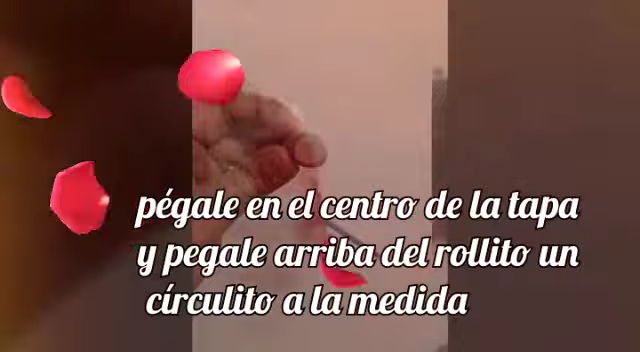 pégale en el centro de la tapa
y pegale arriba del rollito un
círculito a la medida